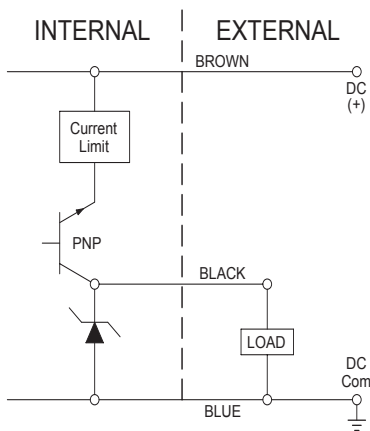 INTERNAL EXTERNAL
BROWN
DC
(+)
Current
Limit
PNP
BLACK
LOAD
DC
Com
BLUE